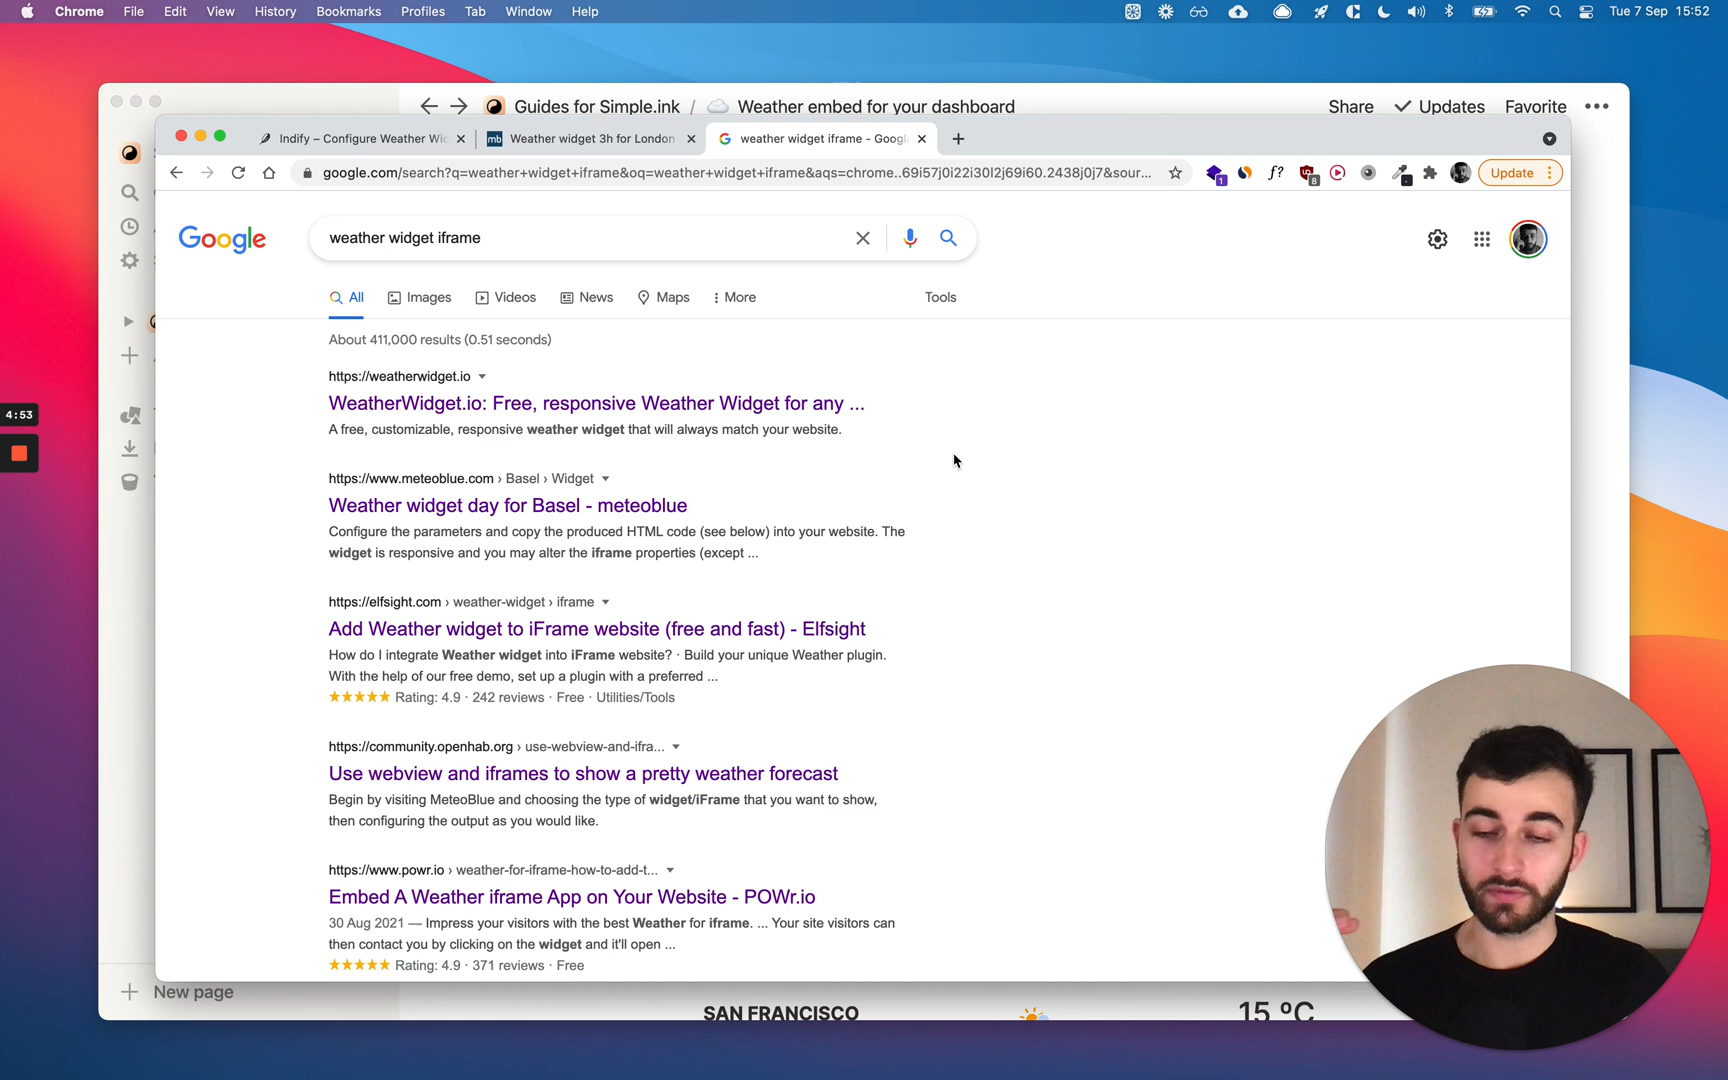 Chrome File Edit View History Bookmarks Profiles Tab Window Help Tue 7 Sep 15:52
Guides for Simple.ink / Weather embed for your dashboard Share Updates Favorite •••
Indify – Configure Weather Wi mb Weather widget 3h for London weather widget iframe - Googl
google.com/search?q=weather+widget+iframe&oq=weather+widget+iframe&aqs=chrome..69i57j0i22i30l2j69i60.2438j0j7&sour... 1 f? 8 Update
Google weather widget iframe
All Images Videos News Maps More Tools
About 411,000 results (0.51 seconds)
https://weatherwidget.io
WeatherWidget.io: Free, responsive Weather Widget for any ...
A free, customizable, responsive weather widget that will always match your website.
4:53
https://www.meteoblue.com › Basel › Widget
Weather widget day for Basel - meteoblue
Configure the parameters and copy the produced HTML code (see below) into your website. The
widget is responsive and you may alter the iframe properties (except ...
https://elfsight.com › weather-widget › iframe
Add Weather widget to iFrame website (free and fast) - Elfsight
How do I integrate Weather widget into iFrame website? · Build your unique Weather plugin.
With the help of our free demo, set up a plugin with a preferred ...
Rating: 4.9 · 242 reviews · Free · Utilities/Tools
https://community.openhab.org › use-webview-and-ifra...
Use webview and iframes to show a pretty weather forecast
Begin by visiting MeteoBlue and choosing the type of widget/iFrame that you want to show,
then configuring the output as you would like.
https://www.powr.io › weather-for-iframe-how-to-add-t...
Embed A Weather iframe App on Your Website - POWr.io
30 Aug 2021 — Impress your visitors with the best Weather for iframe. ... Your site visitors can
then contact you by clicking on the widget and it'll open ...
Rating: 4.9 · 371 reviews · Free
New page
SAN FRANCISCO 15 ºC